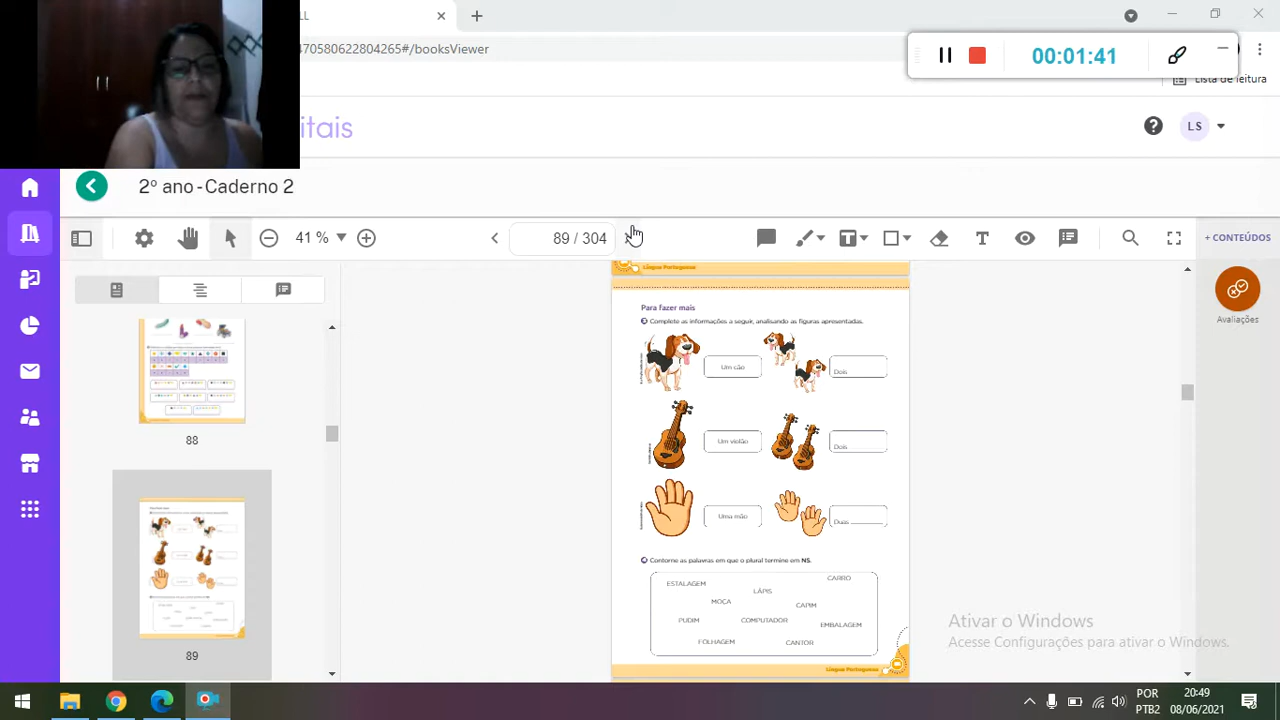 LL
470580622804265#/booksViewer
00:01:41
Lista de leitura
itais
LS
2º ano - Caderno 2
41 %
89 / 304
+ CONTEÚDOS
Avaliações
88
89
Língua Portuguesa
Para fazer mais
Complete as informações a seguir, analisando as figuras apresentadas.
Um cão
Dois
Um violão
Dois
Uma mão
Duas
Contorne as palavras em que o plural termine em NS.
CARRO
ESTALAGEM
LÁPIS
MOÇA
CAPIM
PUDIM
COMPUTADOR
EMBALAGEM
FOLHAGEM
CANTOR
Língua Portuguesa
Ativar o Windows
Acesse Configurações para ativar o Windows.
POR
PTB2
20:49
08/06/2021